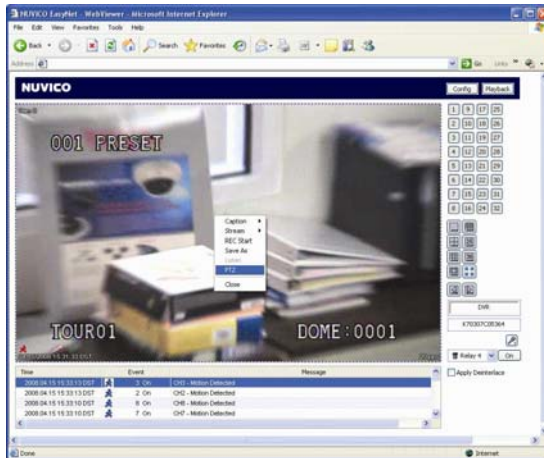 NUVICO EasyNet - WebViewer - Microsoft Internet Explorer
File Edit View Favorites Tools Help
Back Search Favorites
Address Go Links
NUVICO Config Playback
001 PRESET
1 9 17 25
2 10 18 26
3 11 19 27
4 12 20 28
5 13 21 29
6 14 22 30
7 15 23 31
8 16 24 32
Caption
Stream
REC Start
Save As
Listen
PTZ
Close
DVR
TOUR01 DOME:0001
Relay 4 On
Apply Deinterlace
Time Event Message
2008.04.15 15:33:13 DST 3 On CH3 - Motion Detected
2008.04.15 15:33:13 DST 2 On CH2 - Motion Detected
2008.04.15 15:33:10 DST 8 On CH8 - Motion Detected
2008.04.15 15:33:10 DST 7 On CH7 - Motion Detected
Done Internet